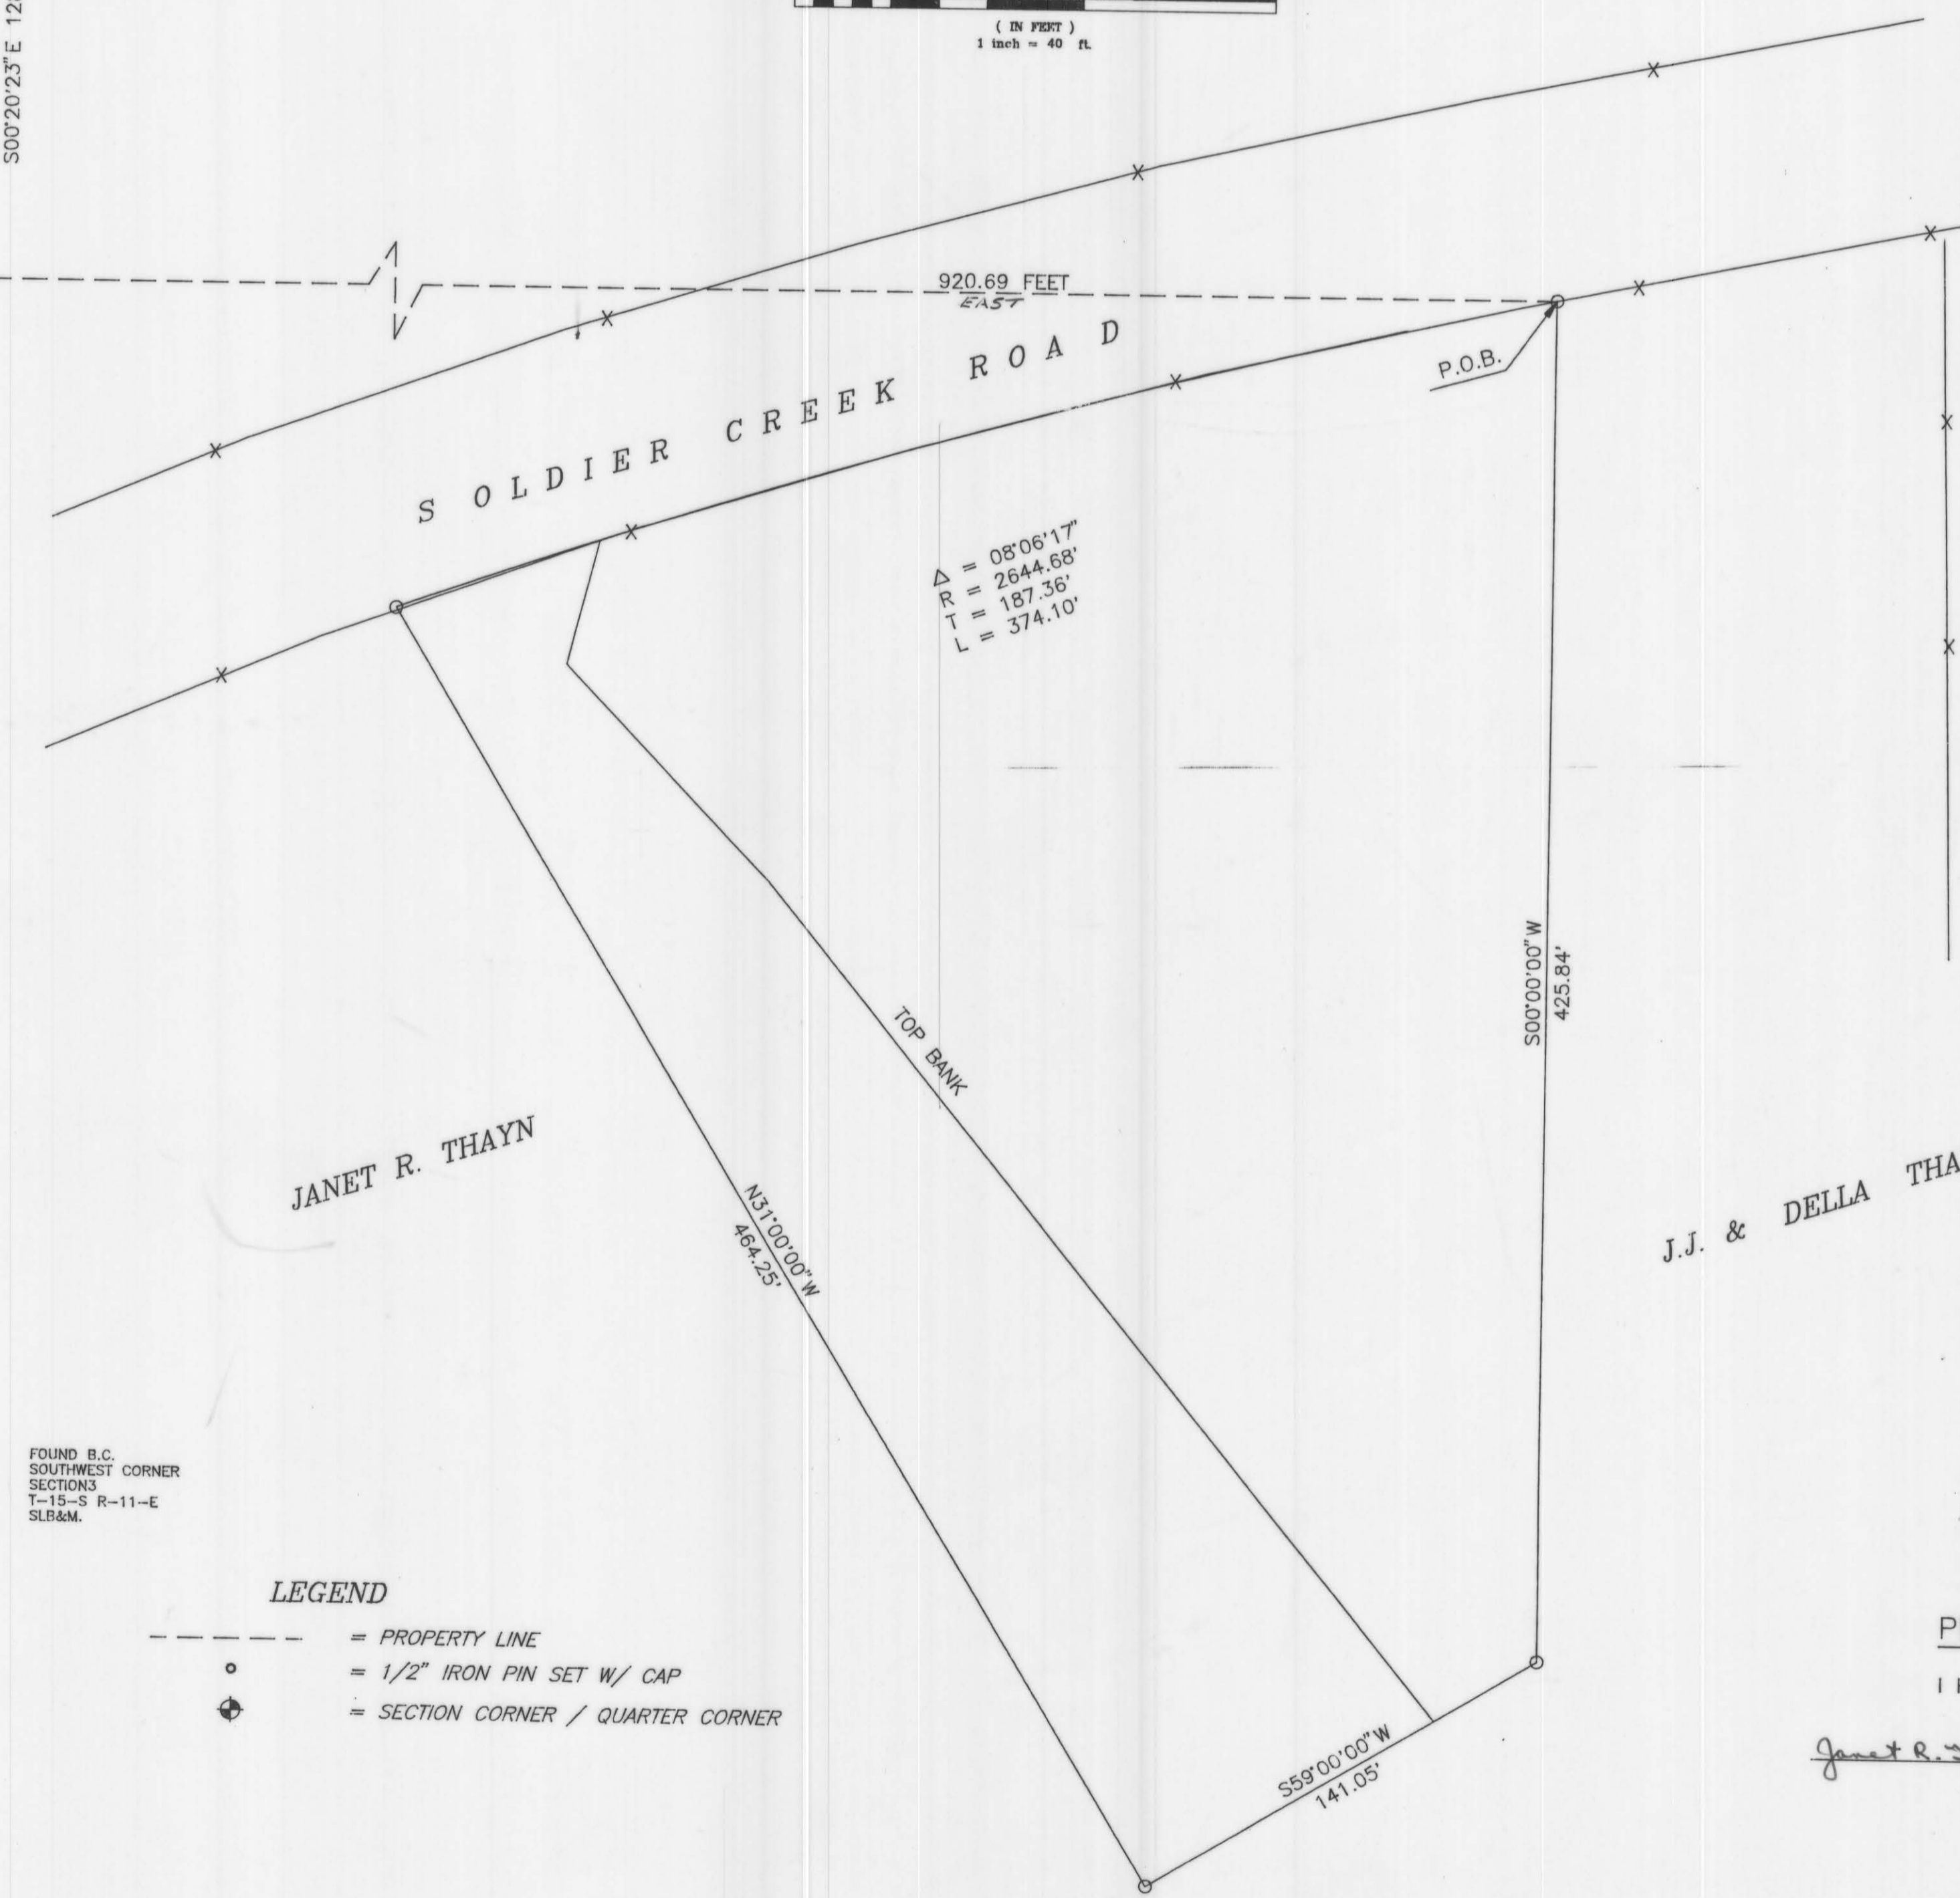 S00°20'23"E
( IN FEET )
1 inch = 40 ft.
920.69 FEET
EAST
SOLDIER CREEK ROAD
P.O.B.
Δ = 08°06'17"
R = 2644.68'
T = 187.36'
L = 374.10'
S00°00'00"W
425.84'
TOP BANK
JANET R. THAYN
N31°00'00"W
464.25'
J.J. & DELLA THA
FOUND B.C.
SOUTHWEST CORNER
SECTION3
T-15-S R-11-E
SLB&M.
LEGEND
= PROPERTY LINE
= 1/2" IRON PIN SET W/ CAP
= SECTION CORNER / QUARTER CORNER
S59°00'00"W
141.05'
P
I
Janet R.